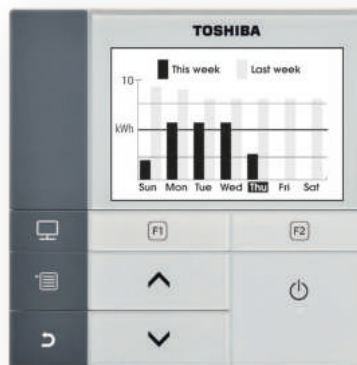 TOSHIBA
This week Last week
10
kWh
Sun Mon Tue Wed Thu Fri Sat
F1 F2